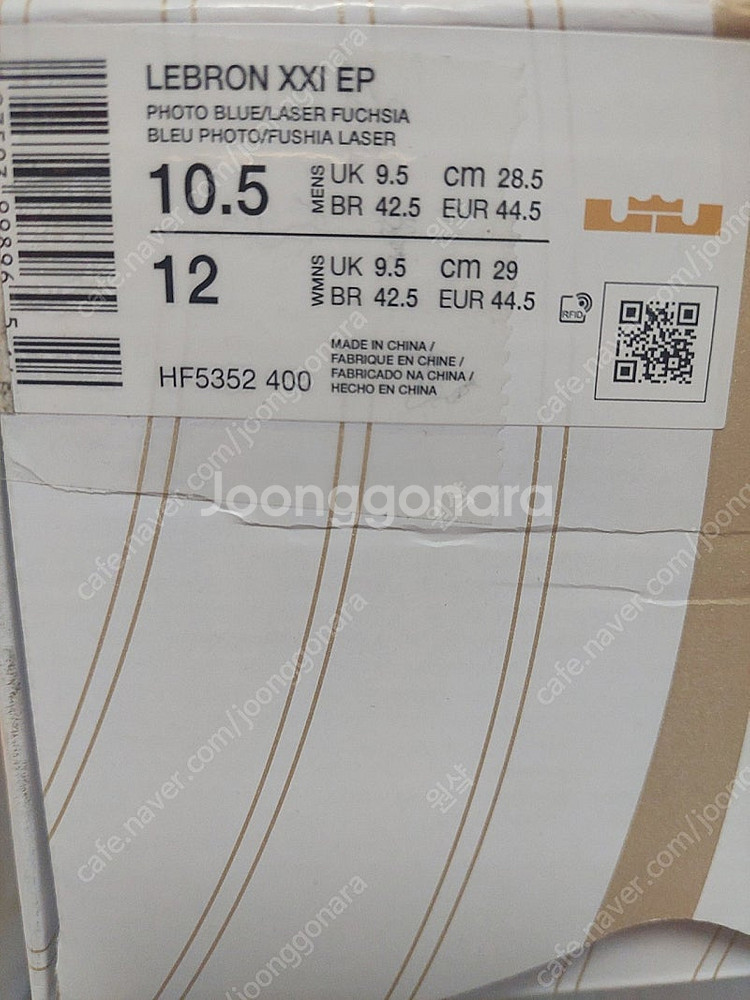 LEBRON XXI EP
PHOTO BLUE/LASER FUCHSIA
BLEU PHOTO/FUSHIA LASER
10.5 MENS UK 9.5 cm 28.5
BR 42.5 EUR 44.5
12 WMNS UK 9.5 cm 29
BR 42.5 EUR 44.5
RFID
HF5352 400
MADE IN CHINA /
FABRIQUE EN CHINE /
FABRICADO NA CHINA /
HECHO EN CHINA
Joonggonara
cafe.naver.com/joonggonara
원샥